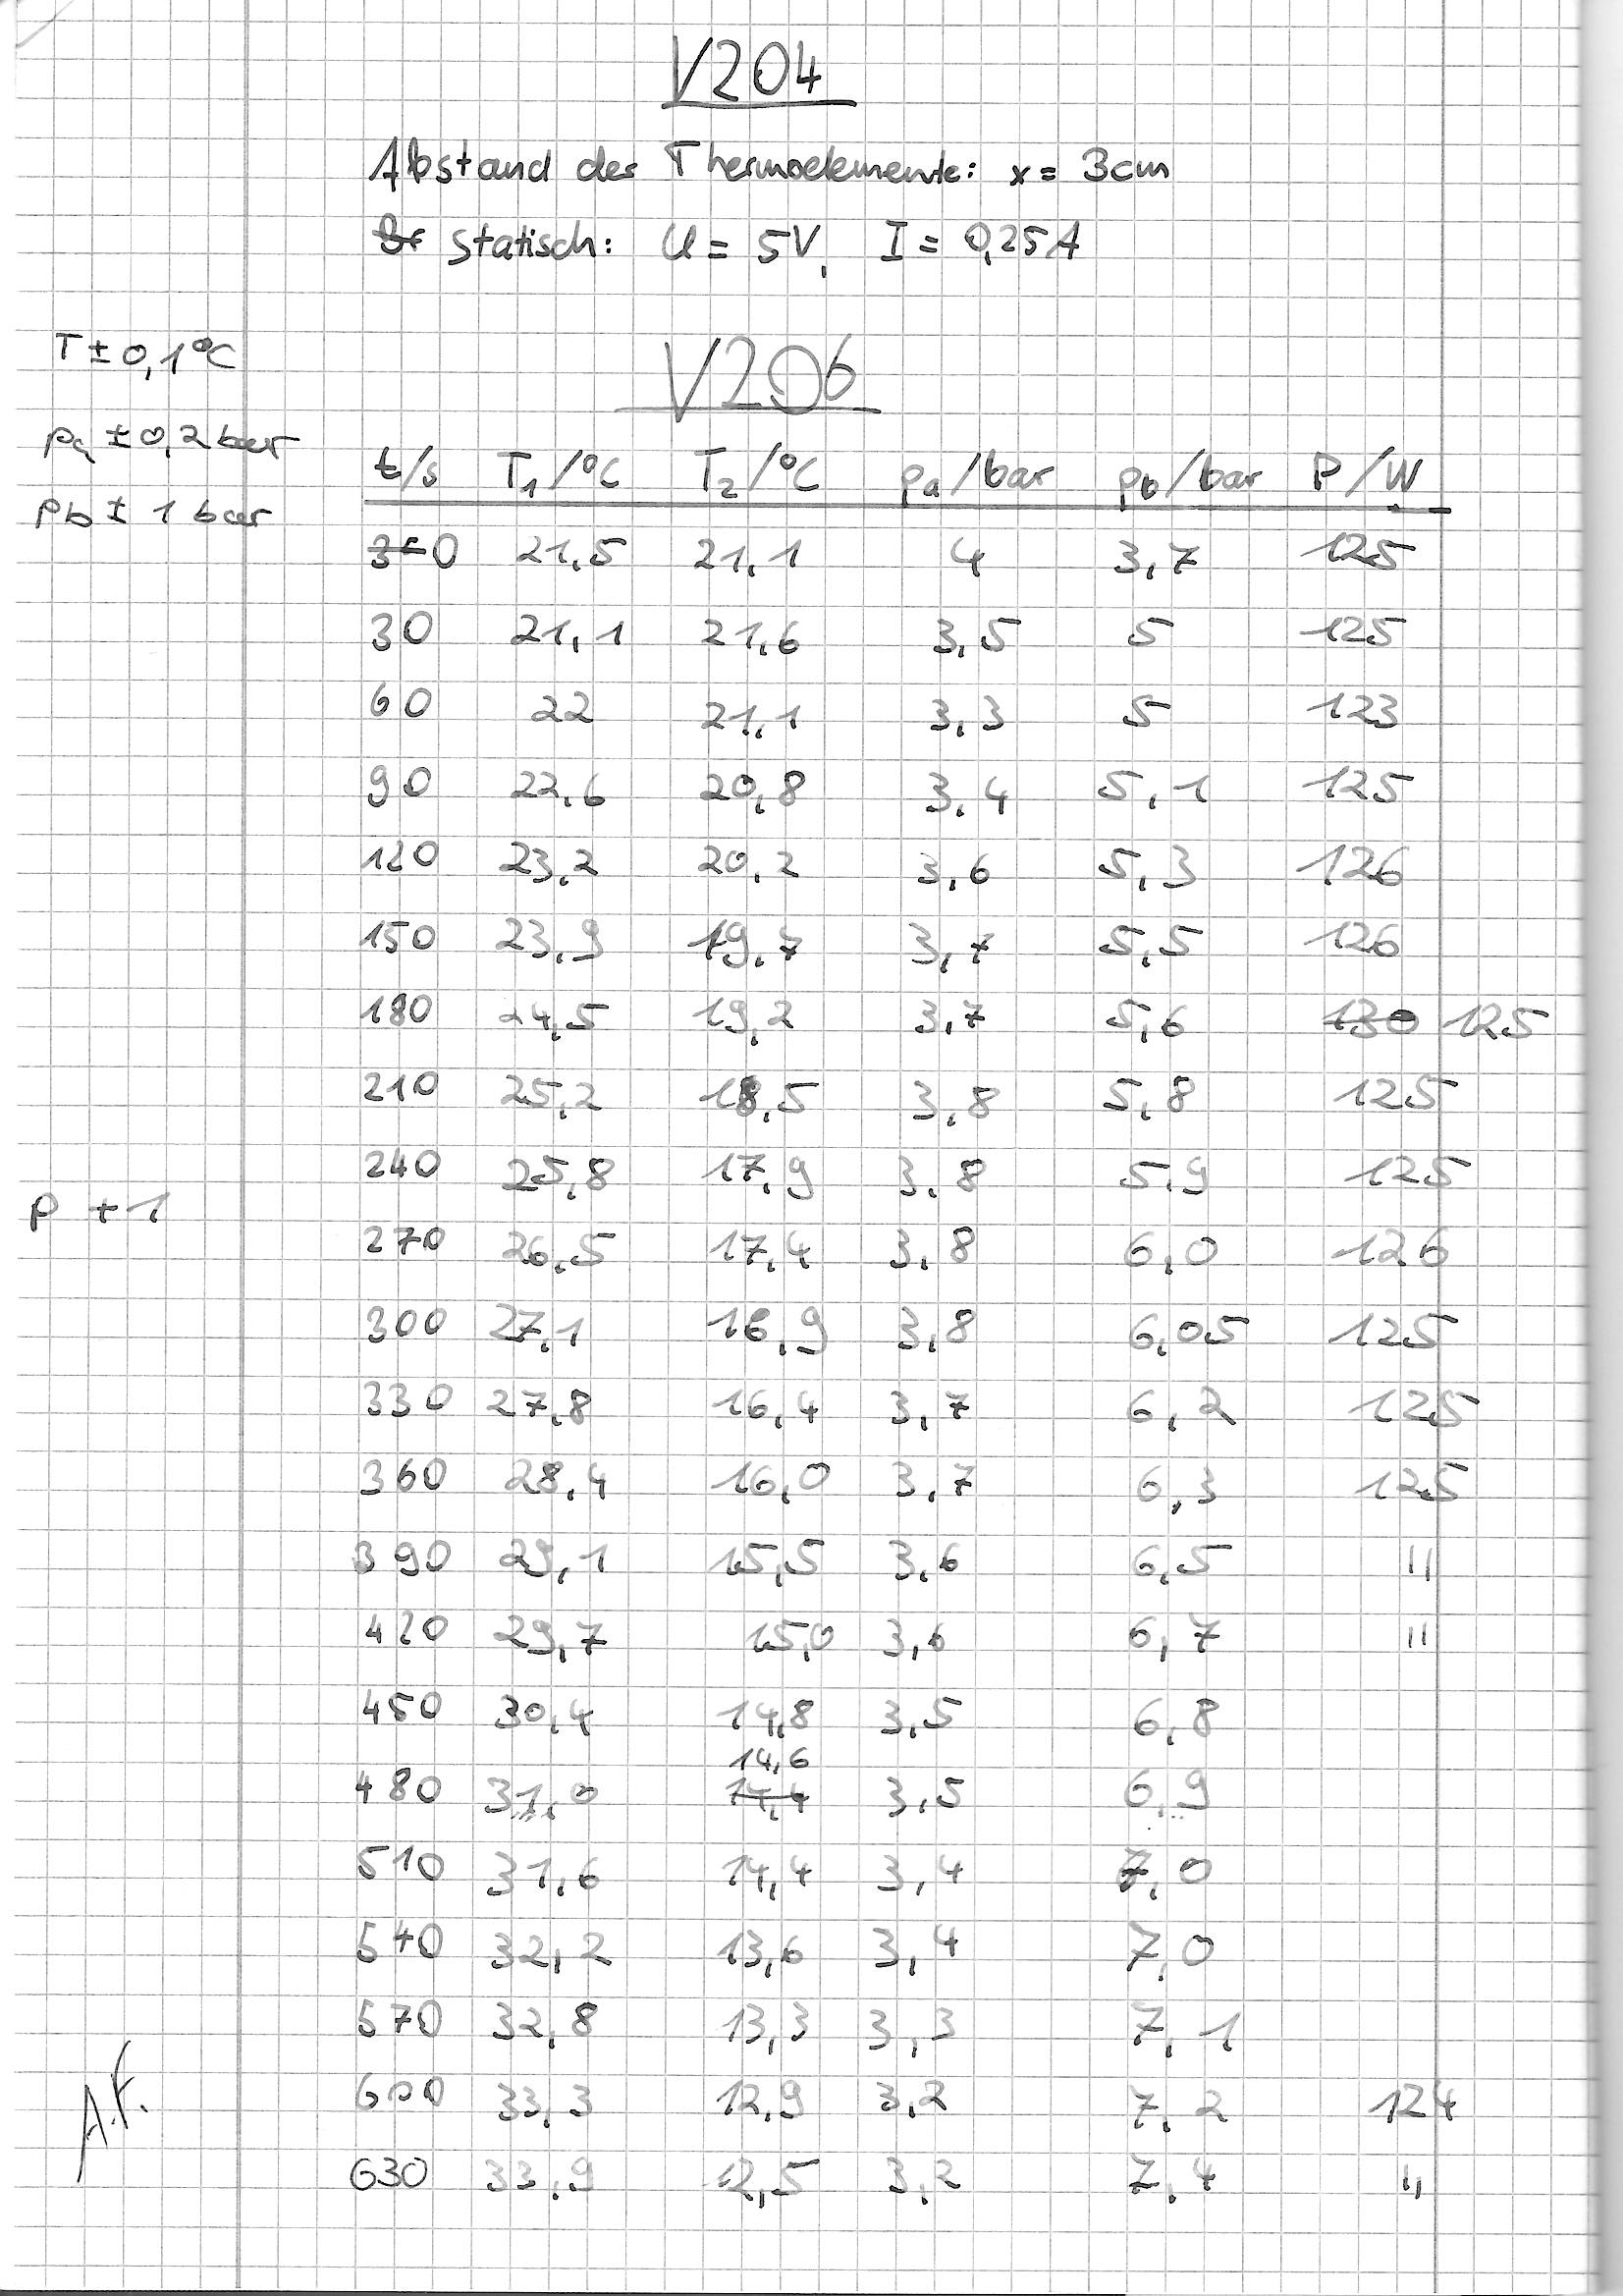 V204
Abstand der Thermoelemente: x = 3cm
statisch: U = 5V, I = 0,25A
T ± 0,1°C
V206
pa ± 0,2 bar
t/s T1/°C T2/°C pa/bar pb/bar P/W
pb ± 1 bar
0 21,5 21,1 4 3,7 125
30 21,1 21,6 3,5 5 125
60 22 21,1 3,3 5 123
90 22,6 20,8 3,4 5,1 125
120 23,2 20,2 3,6 5,3 126
150 23,9 19,7 3,7 5,5 126
180 24,5 19,2 3,7 5,6 130 125
210 25,2 18,5 3,8 5,8 125
240 25,8 17,9 3,8 5,9 125
p + 1
270 26,5 17,4 3,8 6,0 126
300 27,1 16,9 3,8 6,05 125
330 27,8 16,4 3,7 6,2 125
360 28,4 16,0 3,7 6,3 125
390 29,1 15,5 3,6 6,5 "
420 29,7 15,0 3,6 6,7 "
450 30,4 14,8 3,5 6,8
14,6
480 31,0 14,4 3,5 6,9
510 31,6 14,4 3,4 7,0
540 32,2 13,6 3,4 7,0
570 32,8 13,3 3,3 7,1
600 33,3 12,9 3,2 7,2 124
A.F.
630 33,9 12,5 3,2 7,4 "